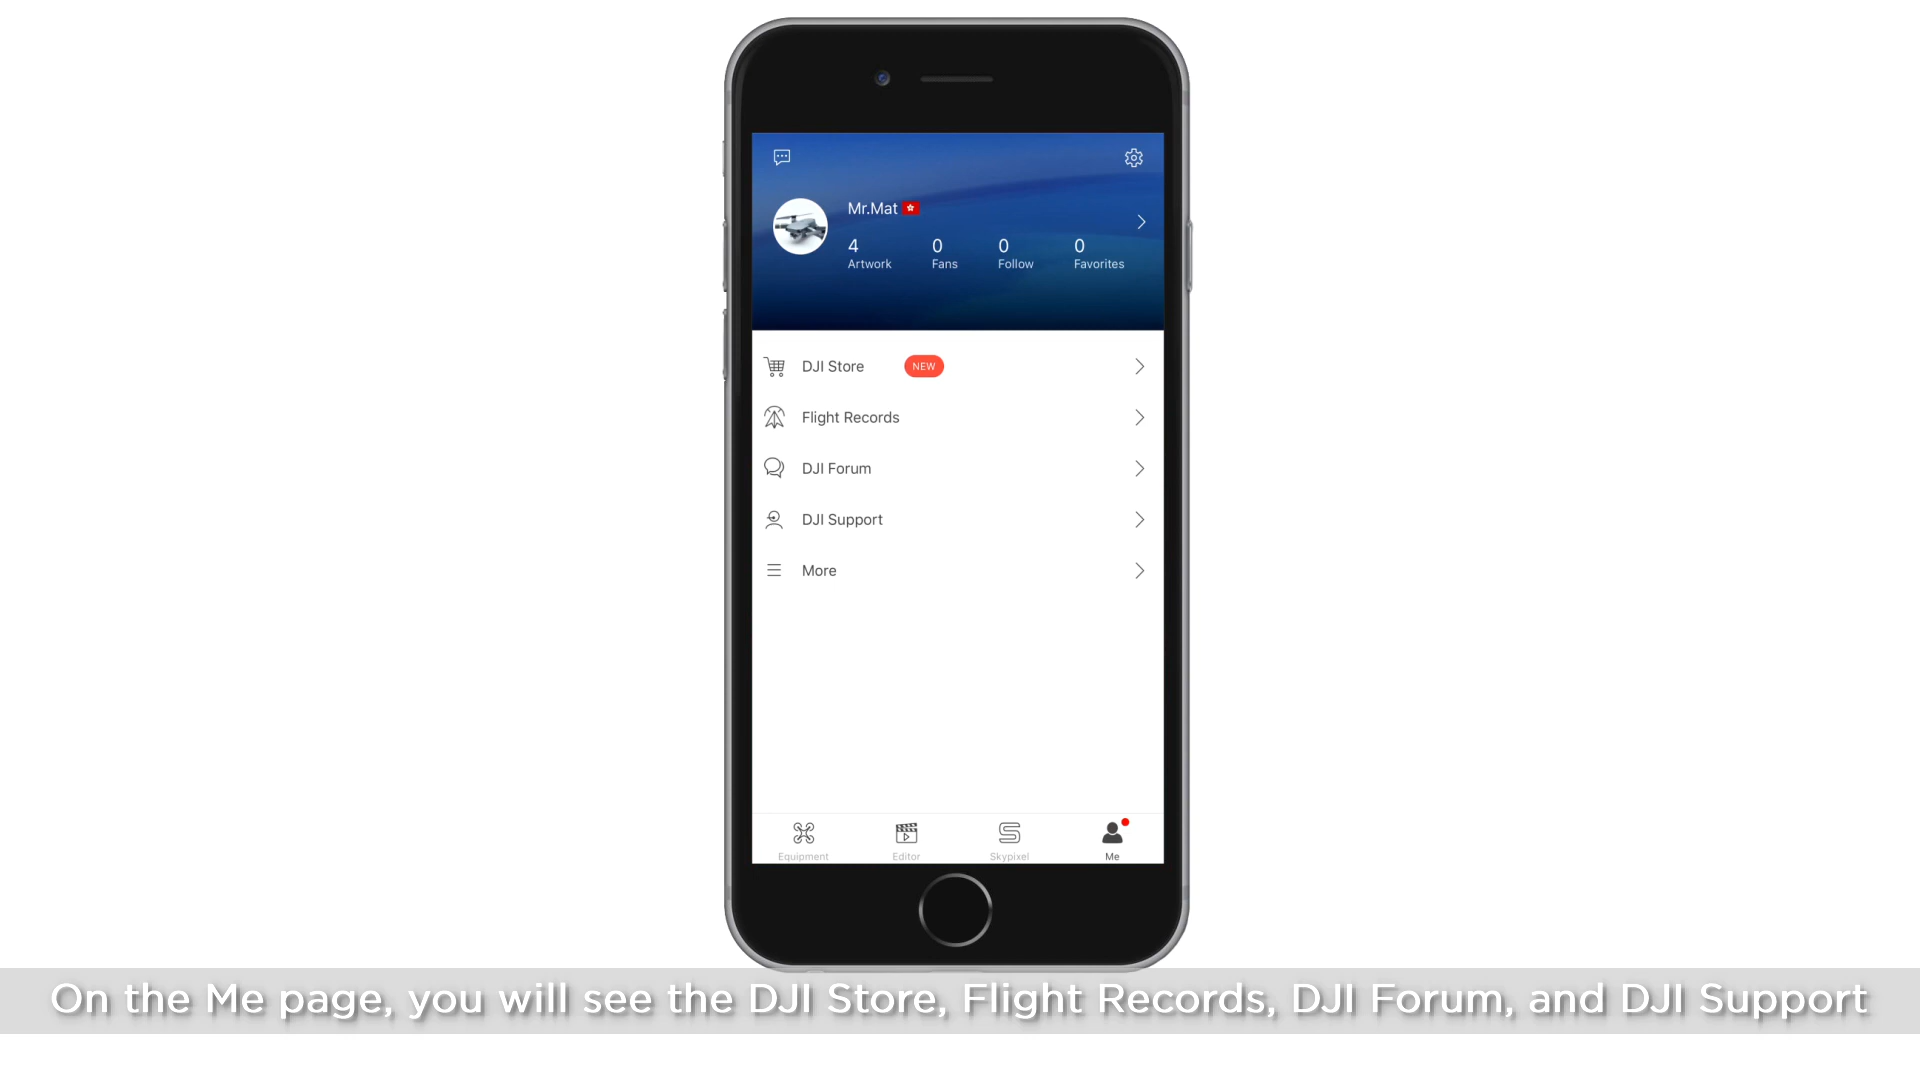 Mr.Mat
4 0 0 0
Artwork Fans Follow Favorites
DJI Store NEW
Flight Records
DJI Forum
DJI Support
More
Equipment Editor Skypixel Me
On the Me page, you will see the DJI Store, Flight Records, DJI Forum, and DJI Support